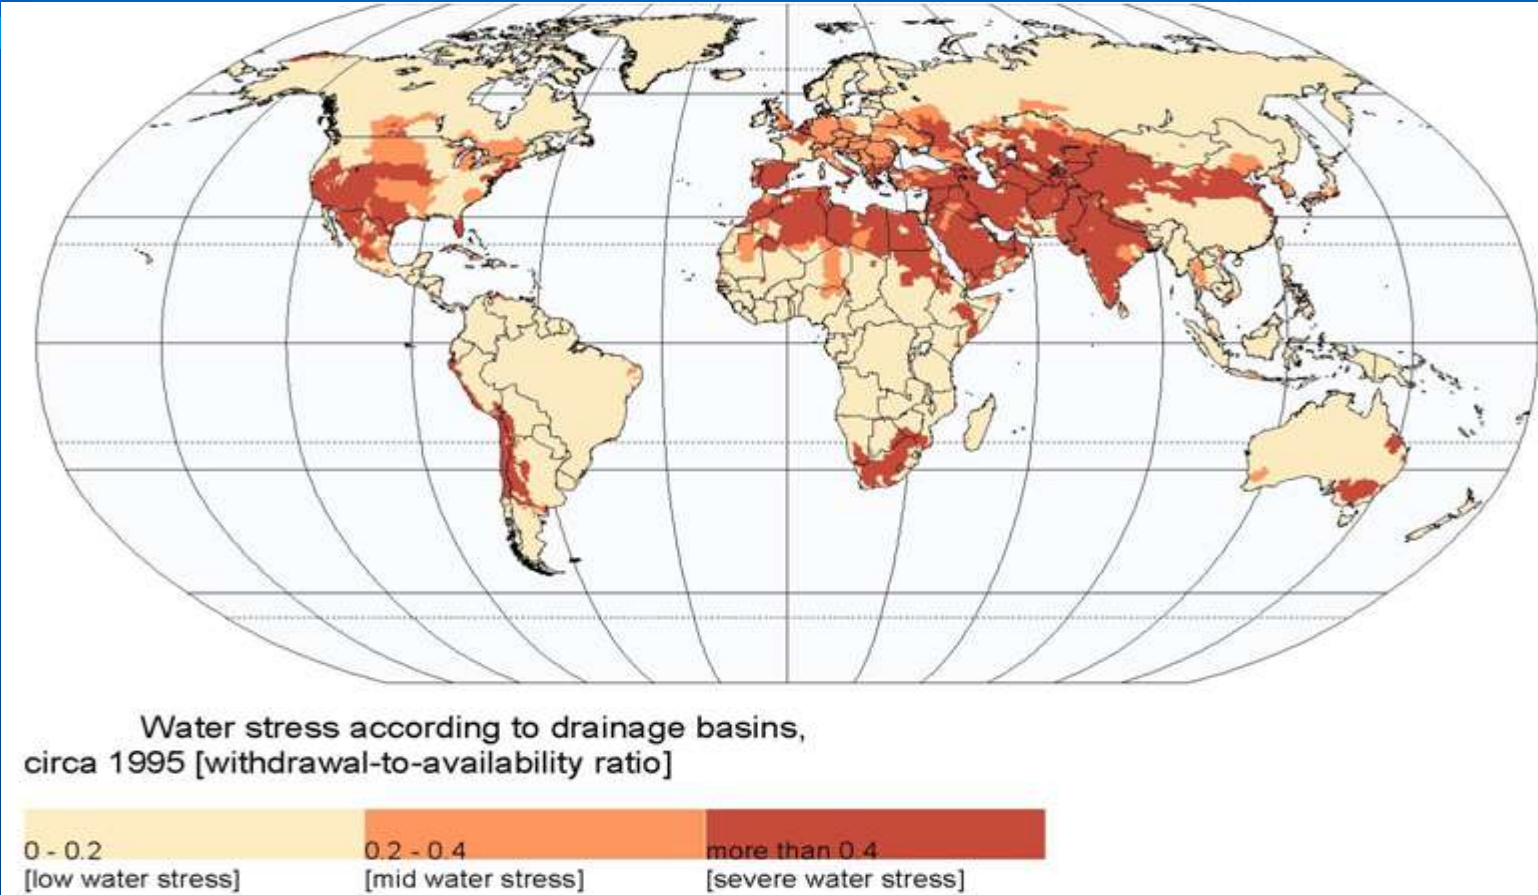 Water stress according to drainage basins,
circa 1995 [withdrawal-to-availability ratio]
0 - 0.2
0.2 - 0.4
more than 0.4
[low water stress]
[mid water stress]
[severe water stress]